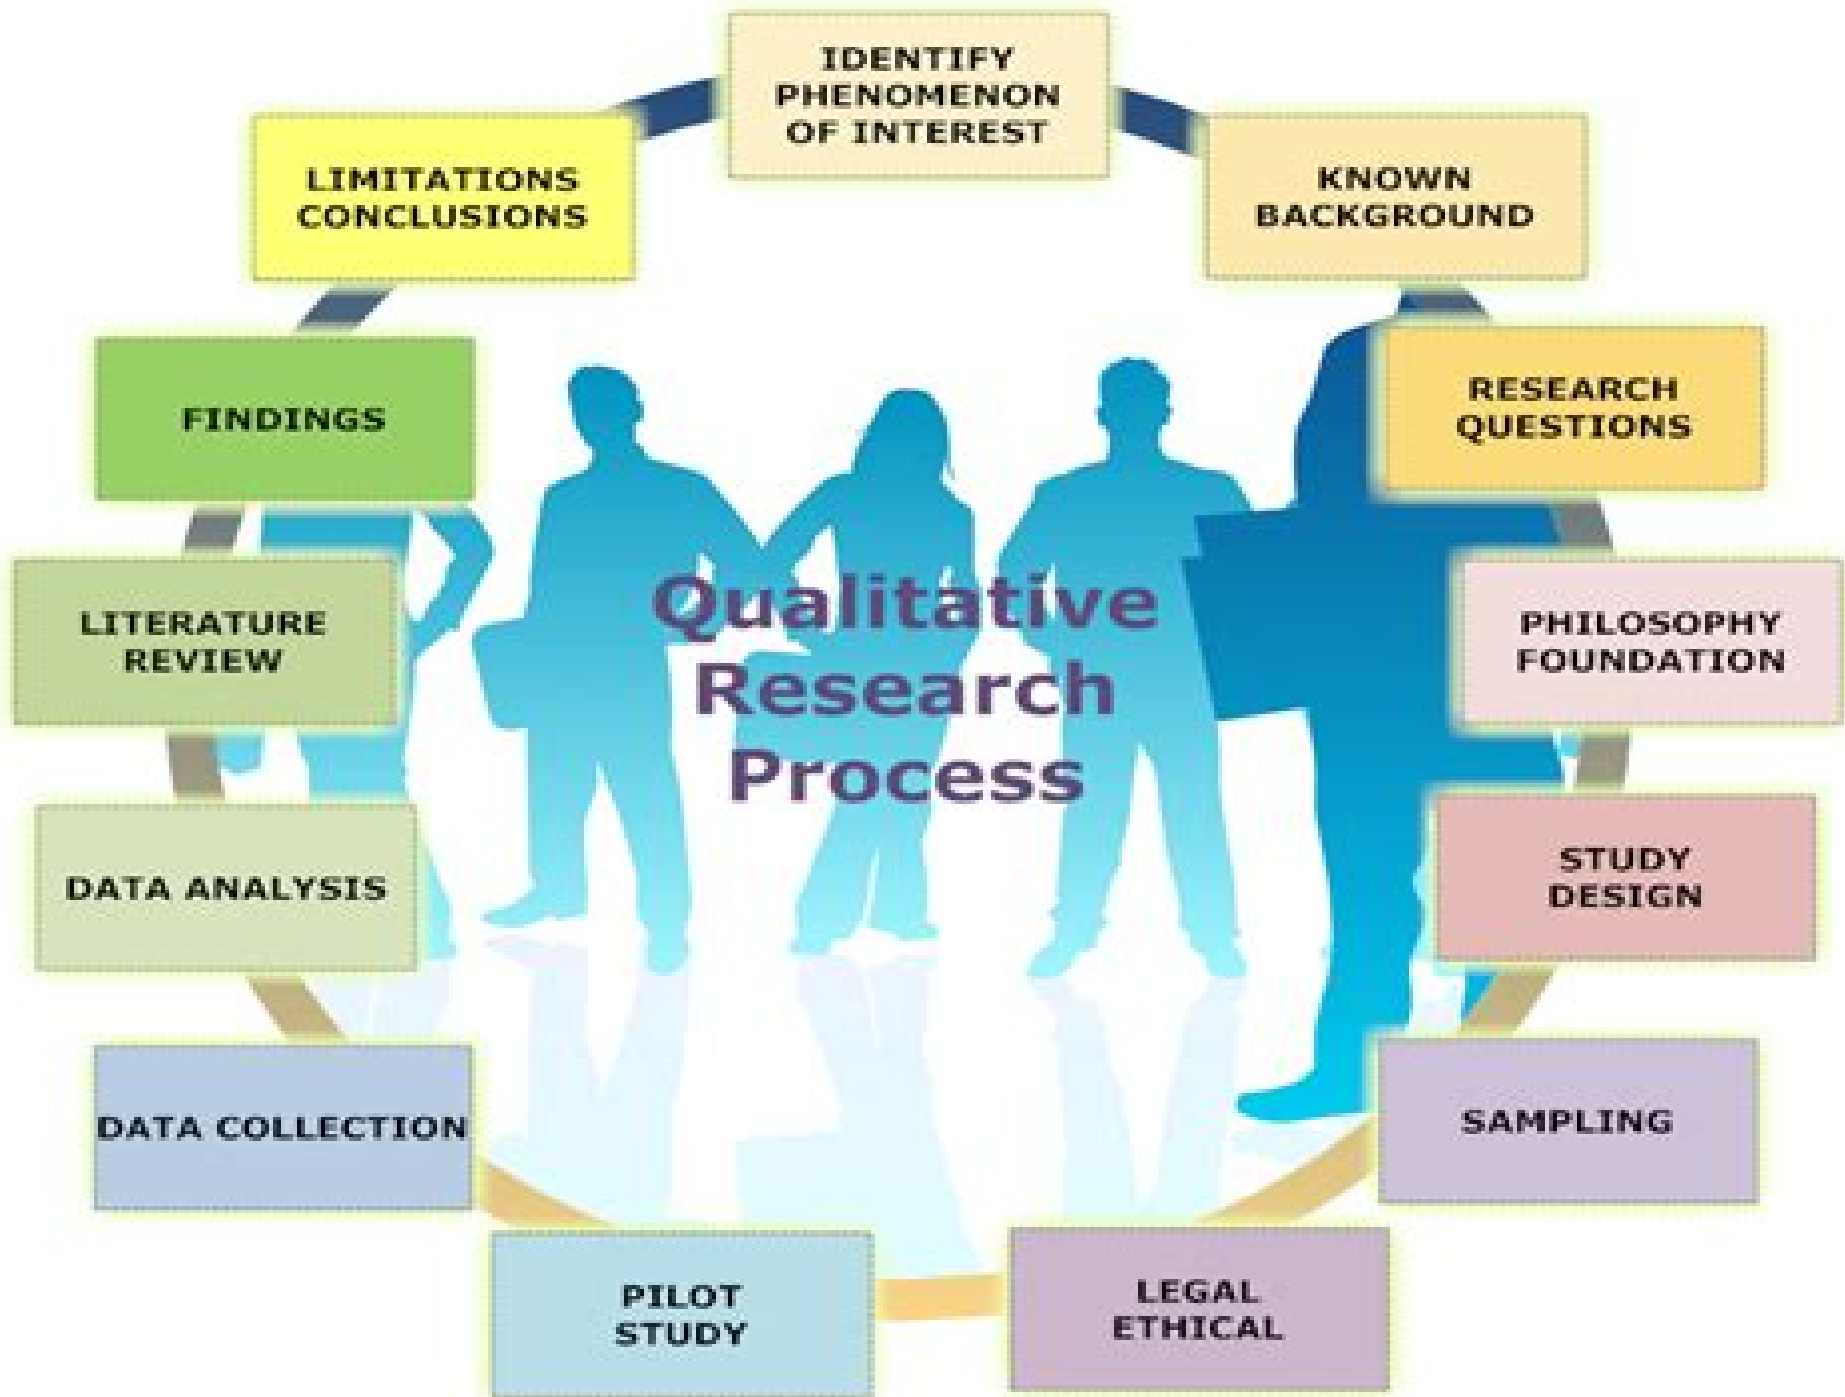 IDENTIFY
PHENOMENON
OF INTEREST
KNOWN
BACKGROUND
RESEARCH
QUESTIONS
PHILOSOPHY
FOUNDATION
STUDY
DESIGN
SAMPLING
LEGAL
ETHICAL
PILOT
STUDY
DATA COLLECTION
DATA ANALYSIS
LITERATURE
REVIEW
FINDINGS
LIMITATIONS
CONCLUSIONS
Qualitative
Research
Process